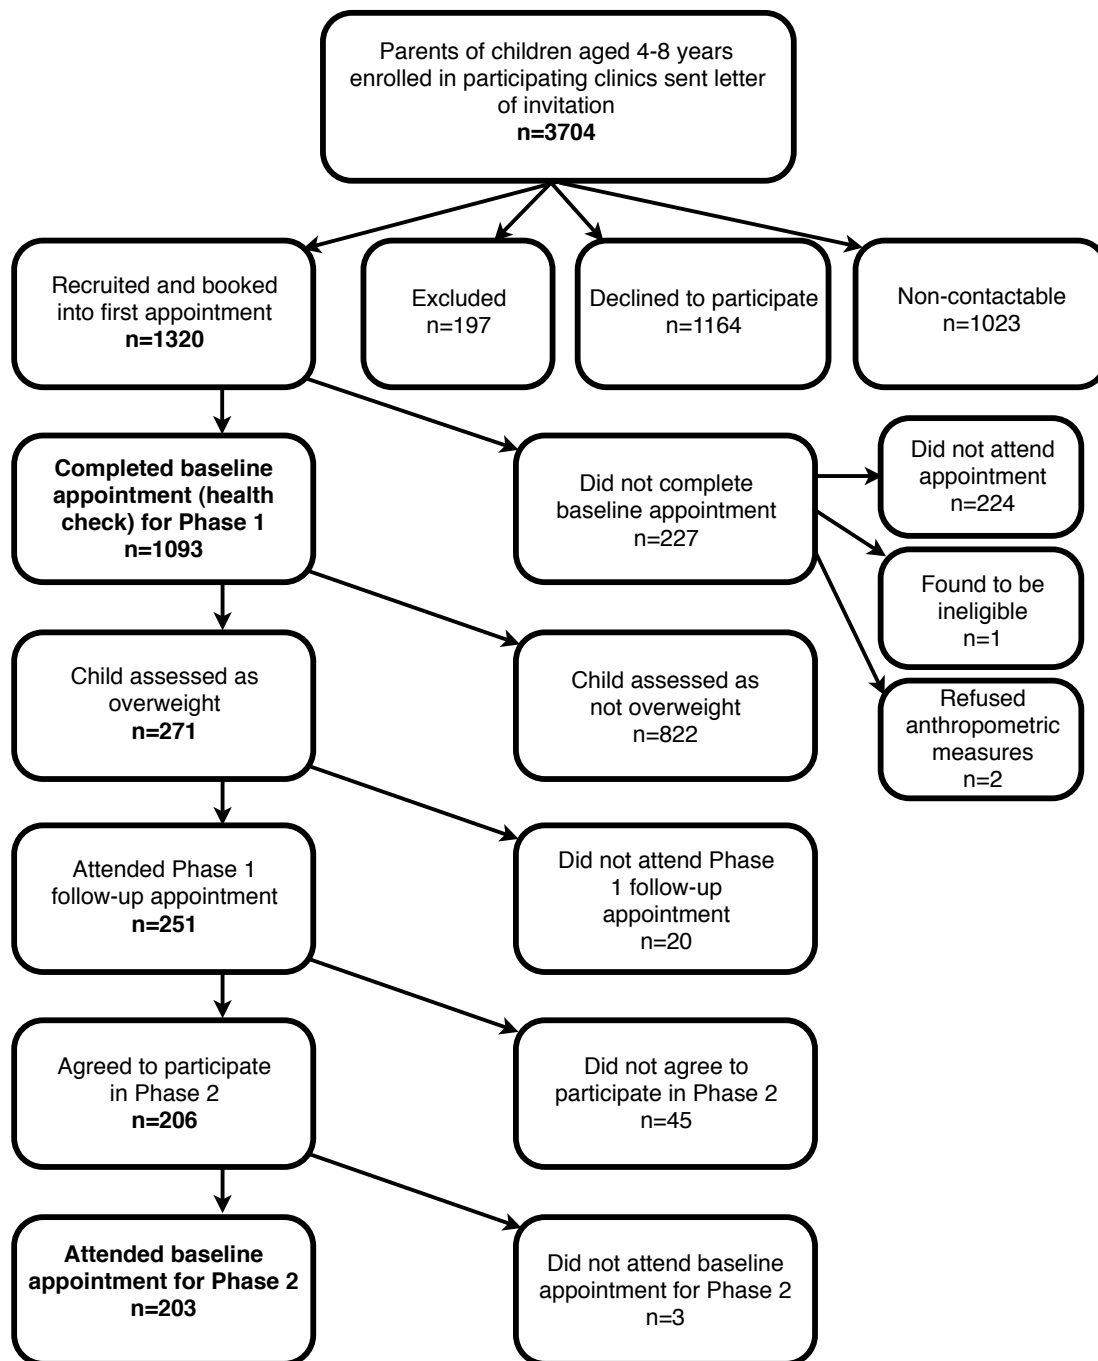 Parents of children aged 4-8 years
enrolled in participating clinics sent letter
of invitation
n=3704
Recruited and booked
into first appointment
n=1320
Excluded
n=197
Declined to participate
n=1164
Non-contactable
n=1023
Completed baseline
appointment (health
check) for Phase 1
n=1093
Did not complete
baseline appointment
n=227
Did not attend
appointment
n=224
Found to be
ineligible
n=1
Refused
anthropometric
measures
n=2
Child assessed as
overweight
n=271
Child assessed as
not overweight
n=822
Attended Phase 1
follow-up appointment
n=251
Did not attend Phase
1 follow-up
appointment
n=20
Agreed to participate
in Phase 2
n=206
Did not agree to
participate in Phase 2
n=45
Attended baseline
appointment for Phase 2
n=203
Did not attend baseline
appointment for Phase 2
n=3